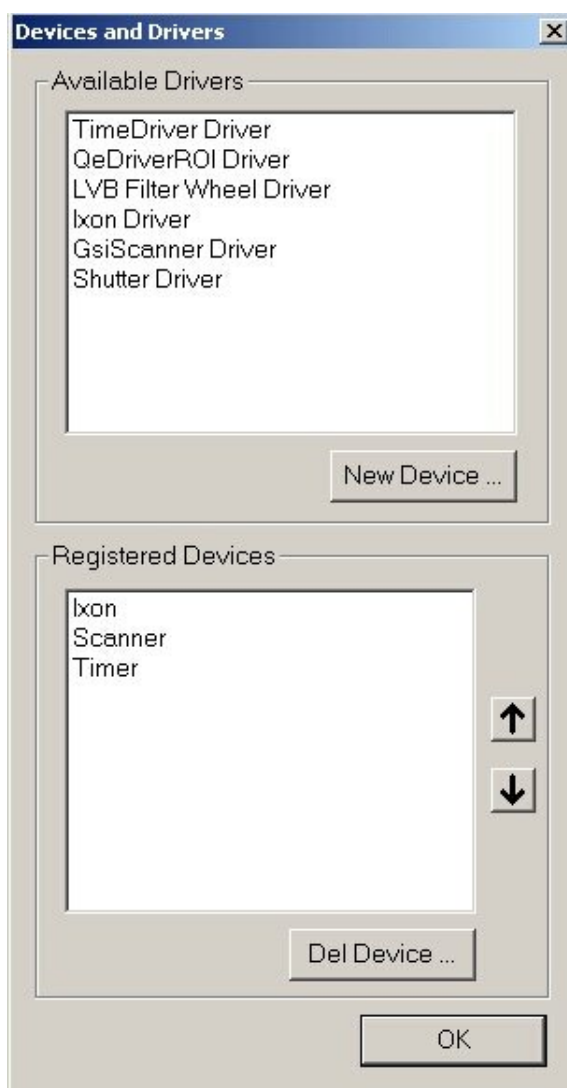 Devices and Drivers
Available Drivers
TimeDriver Driver
QeDriverROI Driver
LVB Filter Wheel Driver
Ixon Driver
GsiScanner Driver
Shutter Driver
New Device ...
Registered Devices
Ixon
Scanner
Timer
Del Device ...
OK